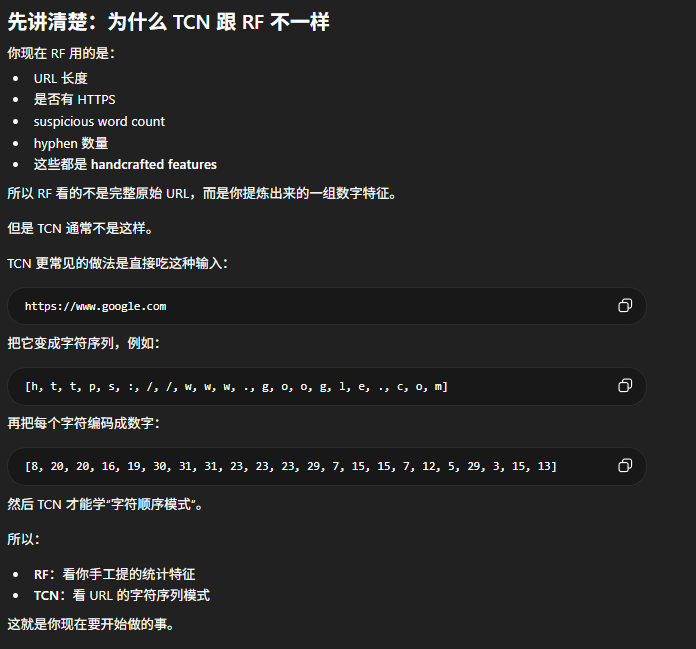 先讲清楚：为什么 TCN 跟 RF 不一样
你现在 RF 用的是：
• URL 长度
• 是否有 HTTPS
• suspicious word count
• hyphen 数量
• 这些都是 handcrafted features
所以 RF 看的不是完整原始 URL，而是你提炼出来的一组数字特征。
但是 TCN 通常不是这样。
TCN 更常见的做法是直接吃这种输入：
https://www.google.com
把它变成字符序列，例如：
[h, t, t, p, s, :, /, /, w, w, w, ., g, o, o, g, l, e, ., c, o, m]
再把每个字符编码成数字：
[8, 20, 20, 16, 19, 30, 31, 31, 23, 23, 23, 29, 7, 15, 15, 7, 12, 5, 29, 3, 15, 13]
然后 TCN 才能学“字符顺序模式”。
所以：
• RF：看你手工提的统计特征
• TCN：看 URL 的字符序列模式
这就是你现在要开始做的事。